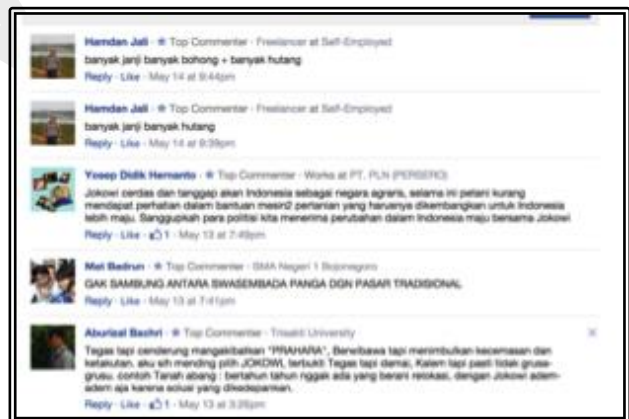 Hamdan Jali · Top Commenter · Freelancer at Self-Employed
banyak janji banyak bohong + banyak hutang
Reply · Like · May 14 at 9:44pm
Hamdan Jali · Top Commenter · Freelancer at Self-Employed
banyak janji banyak hutang
Reply · Like · May 14 at 9:39pm
Yosep Didik Hernanto · Top Commenter · Works at PT. PLN (PERSERO)
Jokowi cerdas dan tanggap akan Indonesia sebagai negara agraris, selama ini petani kurang
mendapat perhatian dalam bantuan mesin2 pertanian yang harusnya dikembangkan untuk Indonesia
lebih maju. Sanggupkah para politisi kita menerima perubahan dalam Indonesia maju bersama Jokowi
Reply · Like · 1 · May 13 at 7:49pm
Mat Badrun · Top Commenter · SMA Negeri 1 Bojonegoro
GAK SAMBUNG ANTARA SWASEMBADA PANGA DGN PASAR TRADISIONAL
Reply · Like · May 13 at 7:41pm
Aburizal Bachri · Top Commenter · Trisakti University
Tegas tapi cenderung mangakibatkan "PRAHARA", Berwibawa tapi menimbulkan kecemasan dan
ketakutan, aku sih mending pilh JOKOWI, terbukti Tegas tapi damai, Kalem tapi pasti tidak grusa-
grusu. contoh Tanah abang : bertahun tahun nggak ada yang berani relokasi, dengan Jokowi adem-
adem aja karena solusi yang dikedepankan.
Reply · Like · 1 · May 13 at 3:26pm